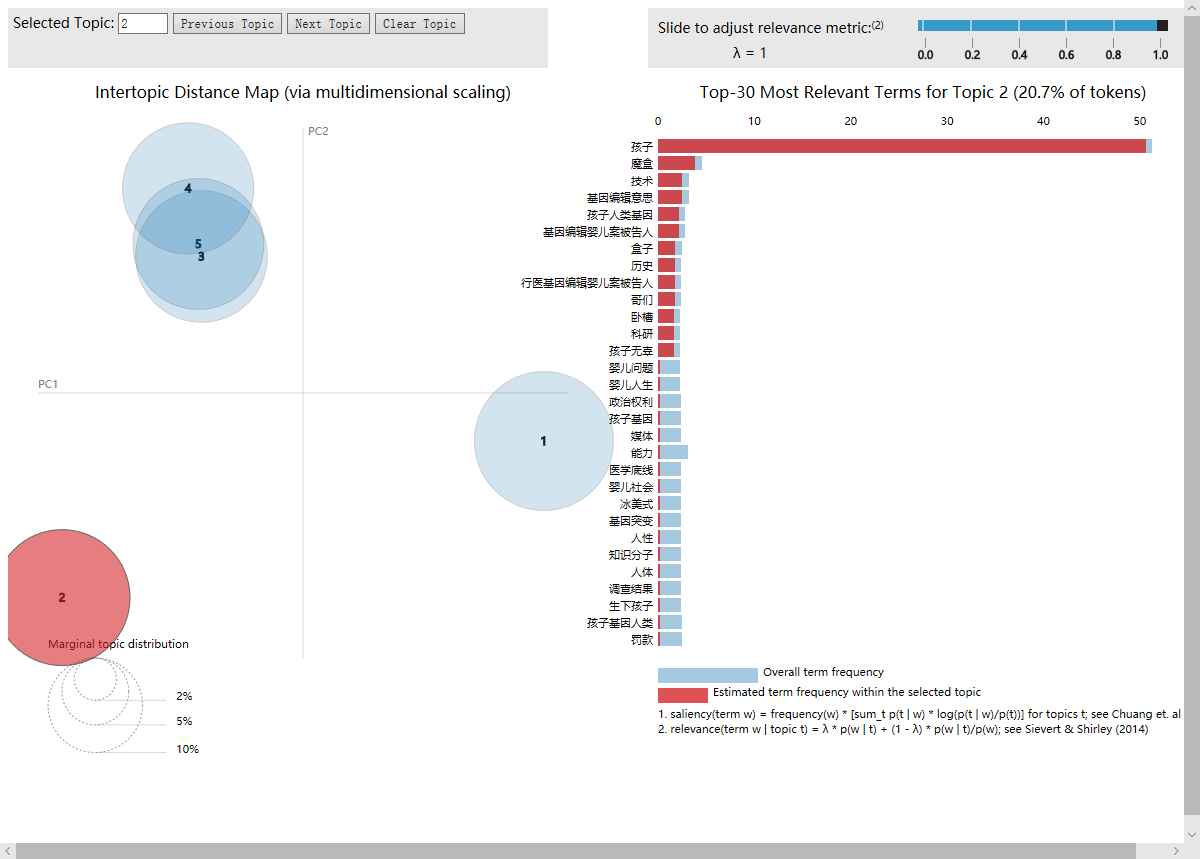 Selected Topic: 2 Previous Topic Next Topic Clear Topic
Slide to adjust relevance metric:(2)
λ = 1
0.0 0.2 0.4 0.6 0.8 1.0
Intertopic Distance Map (via multidimensional scaling)
PC2
4
5
3
PC1
1
2
Marginal topic distribution
2%
5%
10%
Top-30 Most Relevant Terms for Topic 2 (20.7% of tokens)
0 10 20 30 40 50
孩子
魔盒
技术
基因编辑意思
孩子人类基因
基因编辑婴儿案被告人
盒子
历史
行医基因编辑婴儿案被告人
哥们
卧槽
科研
孩子无辜
婴儿问题
婴儿人生
政治权利
孩子基因
媒体
能力
医学底线
婴儿社会
冰美式
基因突变
人性
知识分子
人体
调查结果
生下孩子
孩子基因人类
罚款
Overall term frequency
Estimated term frequency within the selected topic
1. saliency(term w) = frequency(w) * [sum_t p(t | w) * log(p(t | w)/p(t))] for topics t; see Chuang et. al
2. relevance(term w | topic t) = λ * p(w | t) + (1 - λ) * p(w | t)/p(w); see Sievert & Shirley (2014)